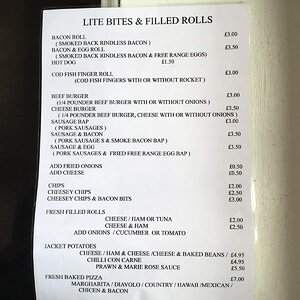 LITE BITES & FILLED ROLLS
BACON ROLL £3.00
( SMOKED BACK RINDLESS BACON )
BACON & EGG ROLL £3.50
( SMOKED BACK RINDLESS BACON & FREE RANGE EGGS)
HOT DOG £1.50
COD FISH FINGER ROLL £3.00
(COD FISH FINGERS WITH OR WITHOUT ROCKET )
BEEF BURGER £3.00
(1/4 POUNDER BEEF BURGER WITH OR WITHOUT ONIONS )
CHEESE BURGER £3.50
( 1/4 POUNDER BEEF BURGER, CHEESE WITH OR WITHOUT ONIONS )
SAUSAGE BAP £3.00
( PORK SAUSAGES )
SAUSAGE & BACON £3.50
( PORK SAUSAGES & SMOKE BACON BAP )
SAUSAGE & EGG £3.50
( PORK SAUSAGES & FRIED FREE RANGE EGG BAP )
ADD FRIED ONIONS £0.50
ADD CHEESE £0.50
CHIPS £2.00
CHEESEY CHIPS £2.50
CHEESEY CHIPS & BACON BITS £3.00
FRESH FILLED ROLLS
CHEESE / HAM OR TUNA £2.00
CHEESE & HAM £2.50
ADD ONIONS / CUCUMBER OR TOMATO
JACKET POTATOES
CHEESE / HAM & CHEESE /CHEESE & BAKED BEANS / £4.95
CHILLI CON CARNE £4.95
PRAWN & MARIE ROSE SAUCE £5.50
FRESH BAKED PIZZA £7.00
MARGHARITA / DIAVOLO / COUNTRY / HAWAII /MEXICAN /
CHICEN & BACON